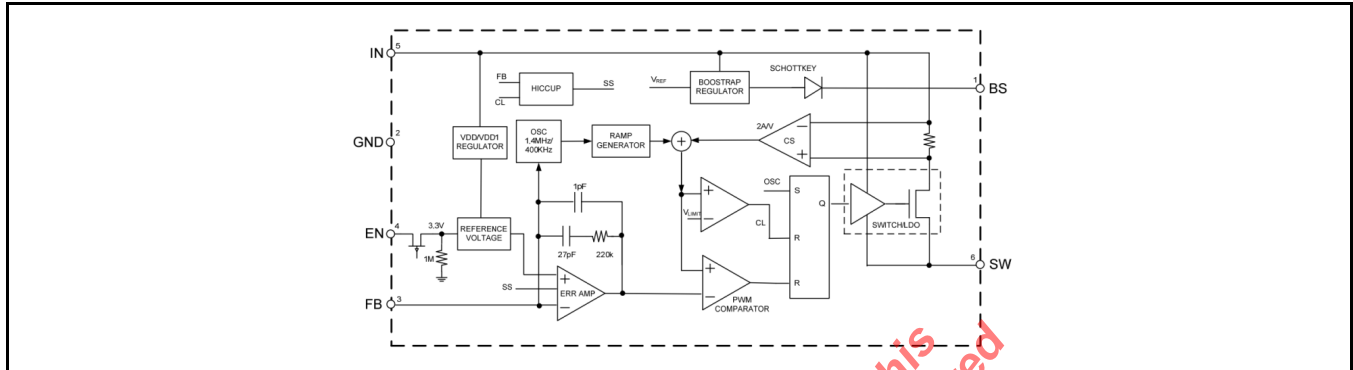 IN 5
FB
CL
HICCUP
SS
VREF
BOOSTRAP
REGULATOR
SCHOTTKEY
1 BS
GND 2
VDD/VDD1
REGULATOR
OSC
1.4MHz/
400KHz
RAMP
GENERATOR
+
2A/V
−
CS
+
1pF
27pF
220k
EN 4
3.3V
1M
REFERENCE
VOLTAGE
+
VLIMIT
−
CL
OSC
S
Q
R
R
SWITCH/LDO
6 SW
SS
+
ERR AMP
−
+
−
PWM
COMPARATOR
FB 3
this